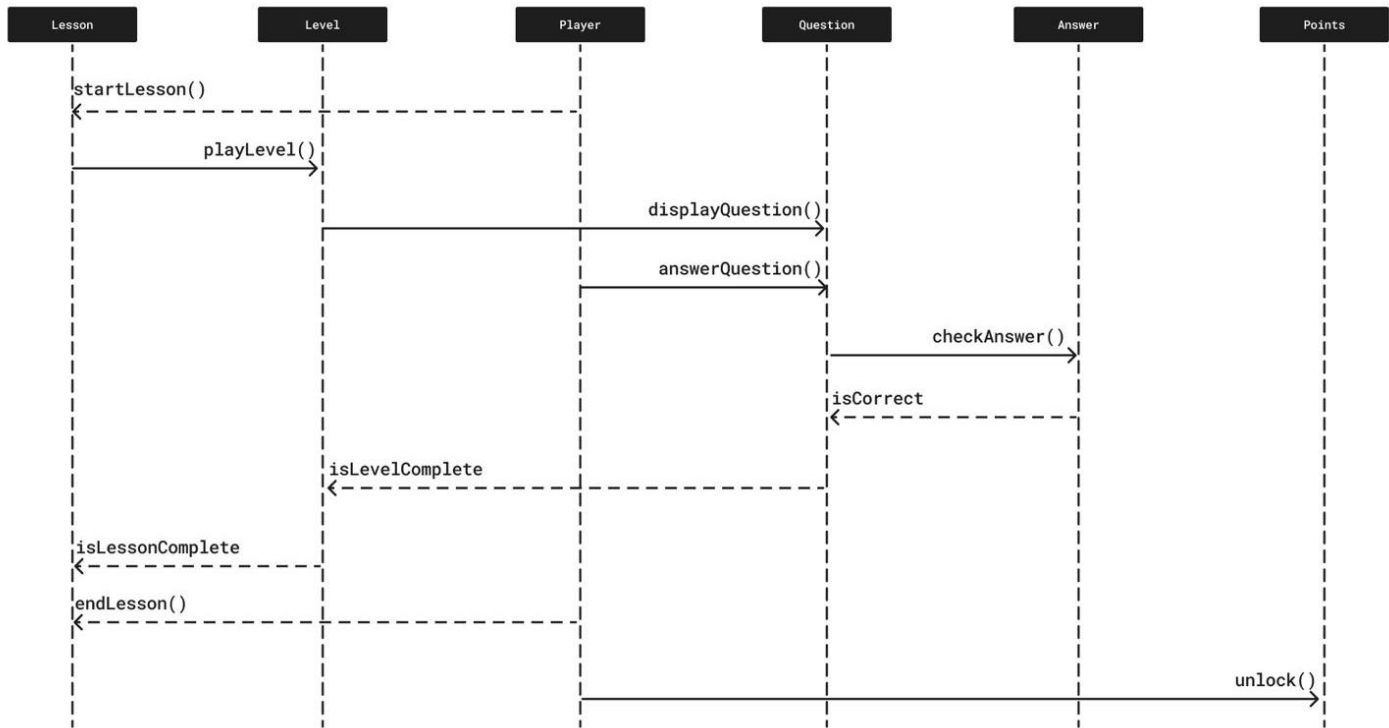 Lesson
Level
Player
Question
Answer
Points
startLesson()
playLevel()
displayQuestion()
answerQuestion()
checkAnswer()
isCorrect
isLevelComplete
isLessonComplete
endLesson()
unlock()